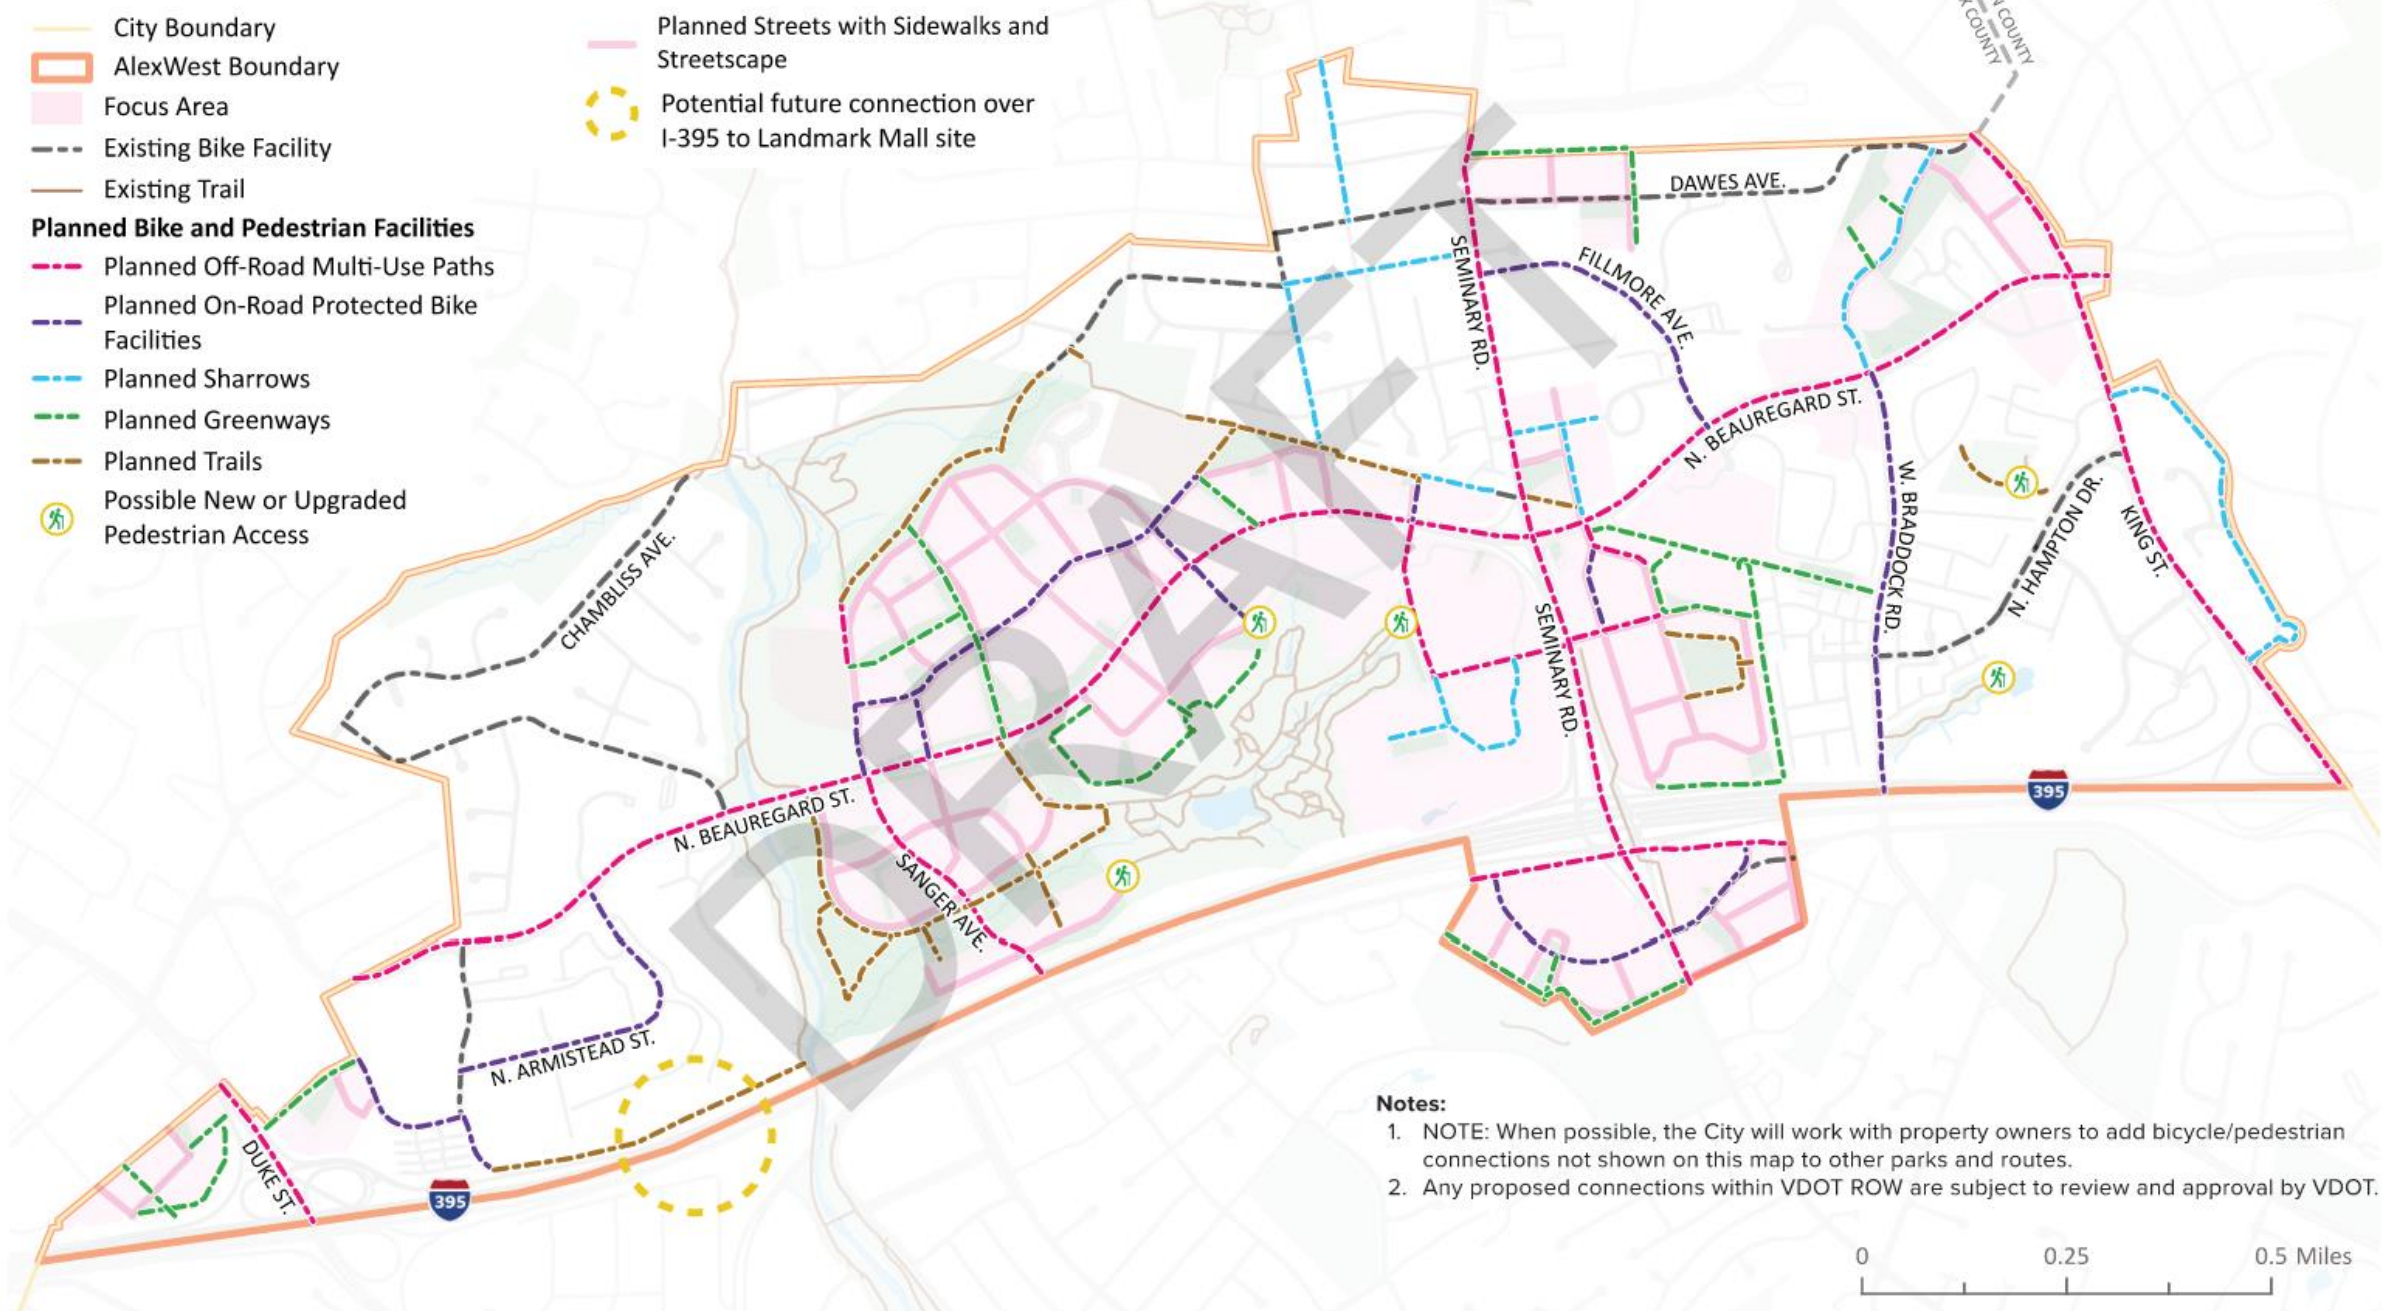 City Boundary
AlexWest Boundary
Focus Area
Existing Bike Facility
Existing Trail
Planned Bike and Pedestrian Facilities
Planned Off-Road Multi-Use Paths
Planned On-Road Protected Bike
Facilities
Planned Sharrows
Planned Greenways
Planned Trails
Possible New or Upgraded
Pedestrian Access
Planned Streets with Sidewalks and
Streetscape
Potential future connection over
I-395 to Landmark Mall site
N COUNTY
X COUNTY
DRAFT
DAWES AVE.
SEMINARY RD.
FILLMORE AVE.
N. BEAUREGARD ST.
W. BRADDOCK RD.
N. HAMPTON DR.
KING ST.
CHAMBLISS AVE.
SEMINARY RD.
395
N. BEAUREGARD ST.
SANGER AVE.
N. ARMISTEAD ST.
DUKE ST.
395
Notes:
1. NOTE: When possible, the City will work with property owners to add bicycle/pedestrian
connections not shown on this map to other parks and routes.
2. Any proposed connections within VDOT ROW are subject to review and approval by VDOT.
0 0.25 0.5 Miles